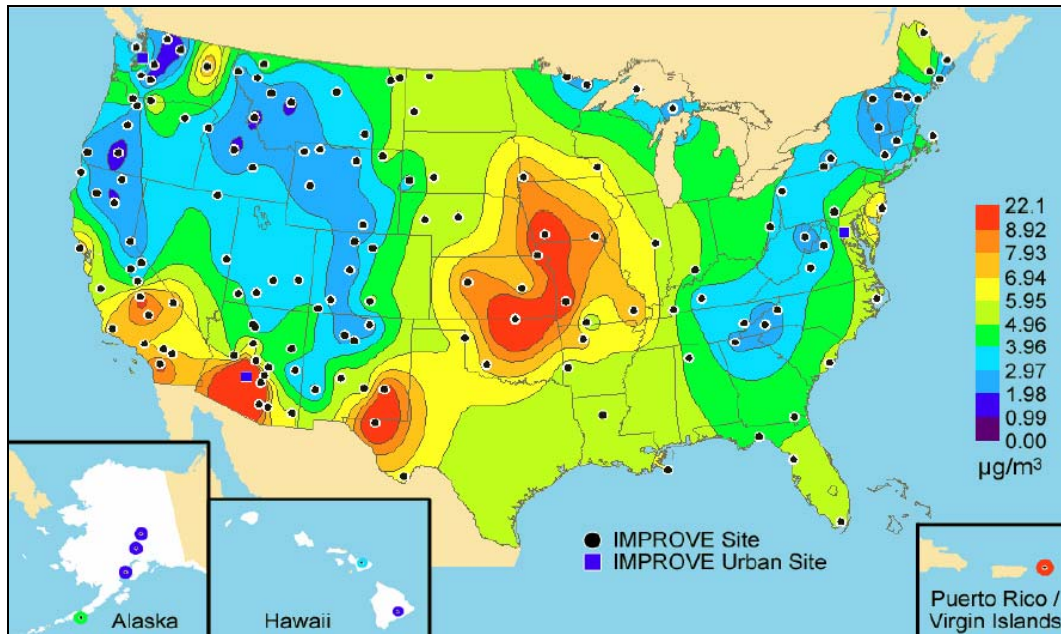 22.1
8.92
7.93
6.94
5.95
4.96
3.96
2.97
1.98
0.99
0.00
µg/m³
IMPROVE Site
IMPROVE Urban Site
Alaska
Hawaii
Puerto Rico /
Virgin Islands